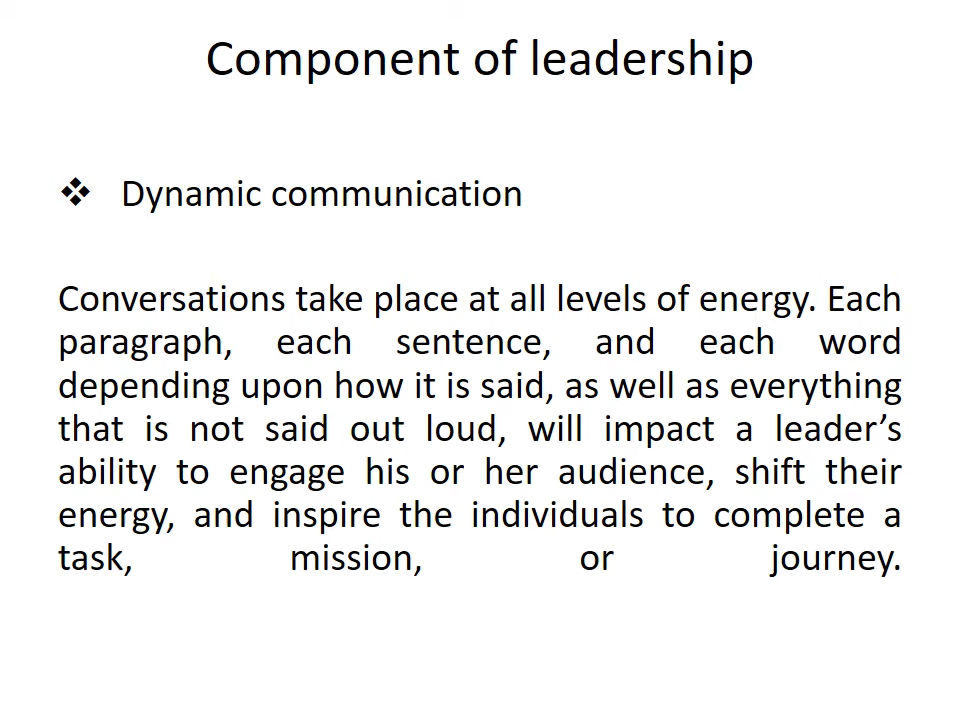 Component of leadership
❖ Dynamic communication
Conversations take place at all levels of energy. Each
paragraph, each sentence, and each word
depending upon how it is said, as well as everything
that is not said out loud, will impact a leader’s
ability to engage his or her audience, shift their
energy, and inspire the individuals to complete a
task, mission, or journey.